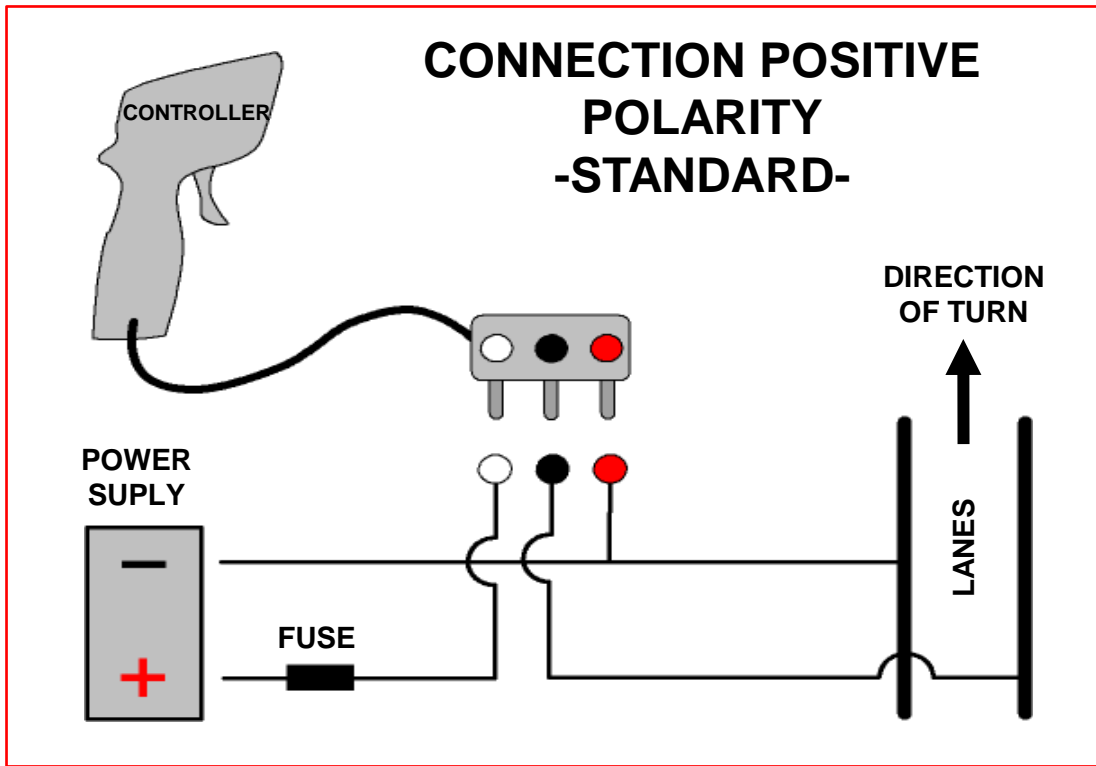 CONNECTION POSITIVE
POLARITY
-STANDARD-
CONTROLLER
DIRECTION
OF TURN
POWER
SUPLY
LANES
−
FUSE
+